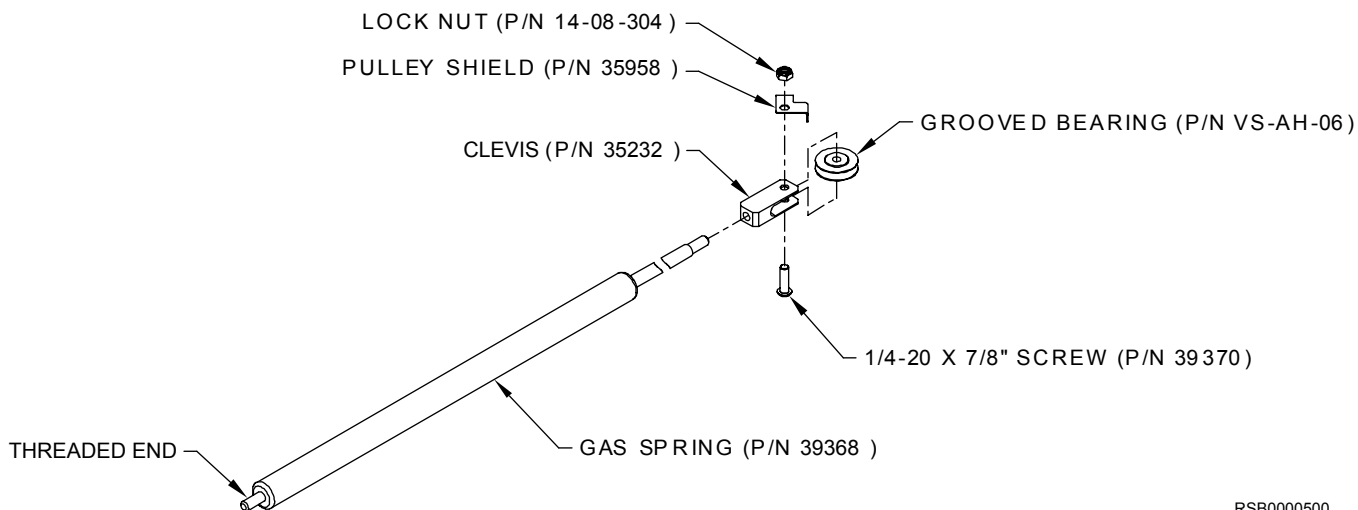 LOCK NUT (P/N 14-08-304 )
PULLEY SHIELD (P/N 35958 )
GROOVED BEARING (P/N VS-AH-06)
CLEVIS (P/N 35232 )
1/4-20 X 7/8" SCREW (P/N 39370)
THREADED END
GAS SPRING (P/N 39368 )
RSB0000500